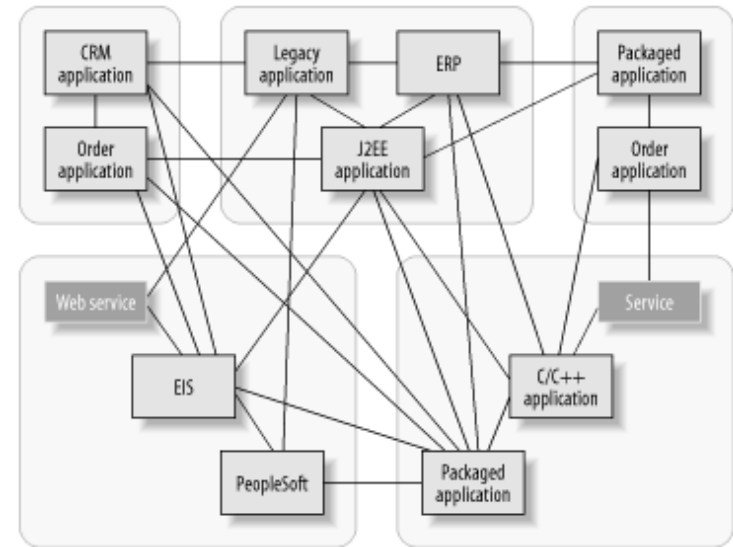 CRM
application
Legacy
application
ERP
Packaged
application
Order
application
J2EE
application
Order
application
Web service
Service
EIS
C/C++
application
PeopleSoft
Packaged
application